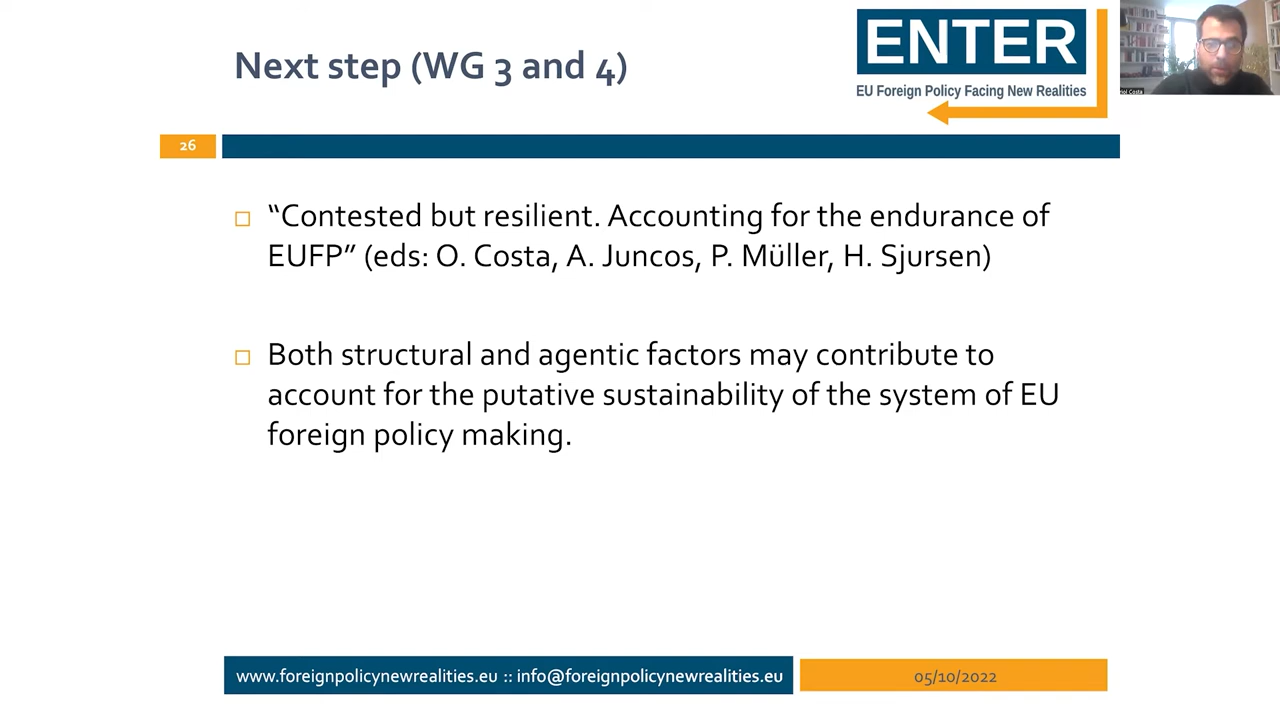 Next step (WG 3 and 4)
ENTER
EU Foreign Policy Facing New Realities
26
“Contested but resilient. Accounting for the endurance of
EUFP” (eds: O. Costa, A. Juncos, P. Müller, H. Sjursen)
Both structural and agentic factors may contribute to
account for the putative sustainability of the system of EU
foreign policy making.
www.foreignpolicynewrealities.eu :: info@foreignpolicynewrealities.eu
05/10/2022
Costa